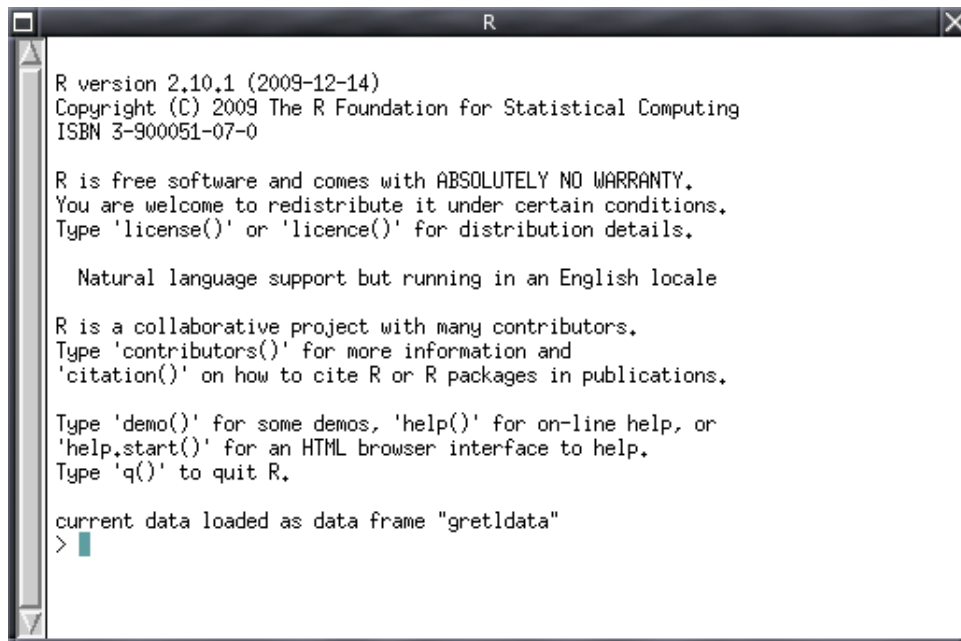 R
R version 2.10.1 (2009-12-14)
Copyright (C) 2009 The R Foundation for Statistical Computing
ISBN 3-900051-07-0
R is free software and comes with ABSOLUTELY NO WARRANTY.
You are welcome to redistribute it under certain conditions.
Type 'license()' or 'licence()' for distribution details.
Natural language support but running in an English locale
R is a collaborative project with many contributors.
Type 'contributors()' for more information and
'citation()' on how to cite R or R packages in publications.
Type 'demo()' for some demos, 'help()' for on-line help, or
'help.start()' for an HTML browser interface to help.
Type 'q()' to quit R.
current data loaded as data frame "gretldata"
>